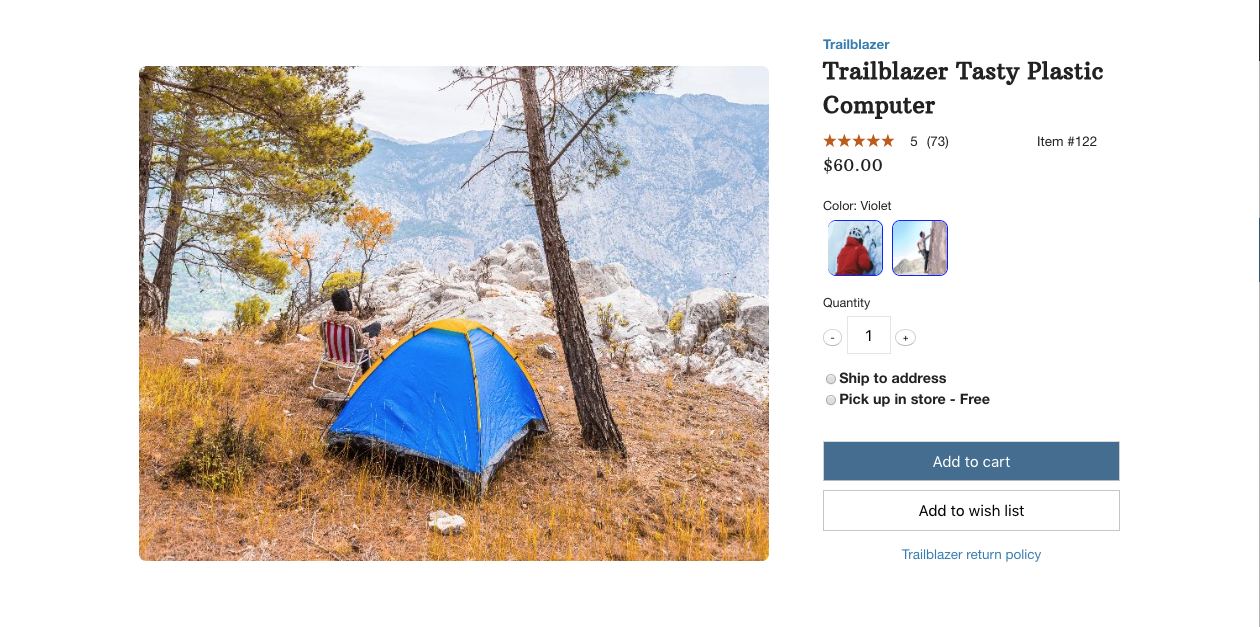 Trailblazer
Trailblazer Tasty Plastic
Computer
5 (73) Item #122
$60.00
Color: Violet
Quantity
- 1 +
Ship to address
Pick up in store - Free
Add to cart
Add to wish list
Trailblazer return policy